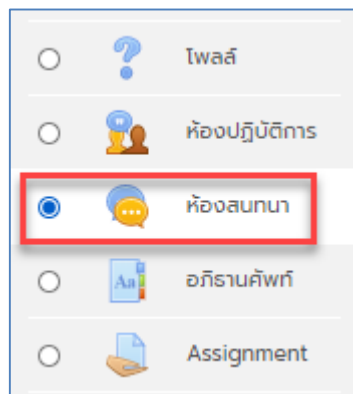 โพลล์
ห้องปฏิบัติการ
ห้องสนทนา
อภิธานศัพท์
Assignment